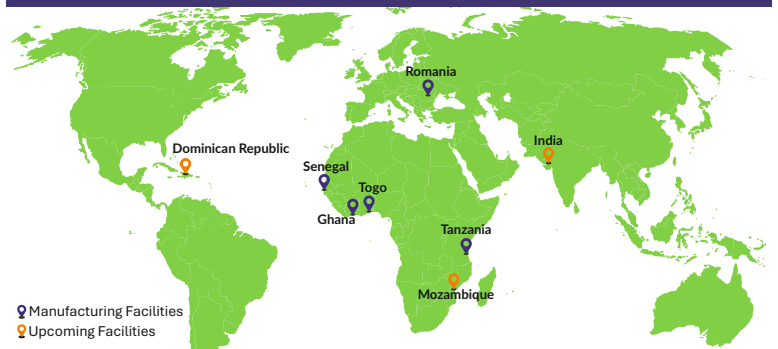 Romania
Dominican Republic
India
Senegal
Togo
Ghana
Tanzania
Mozambique
Manufacturing Facilities
Upcoming Facilities